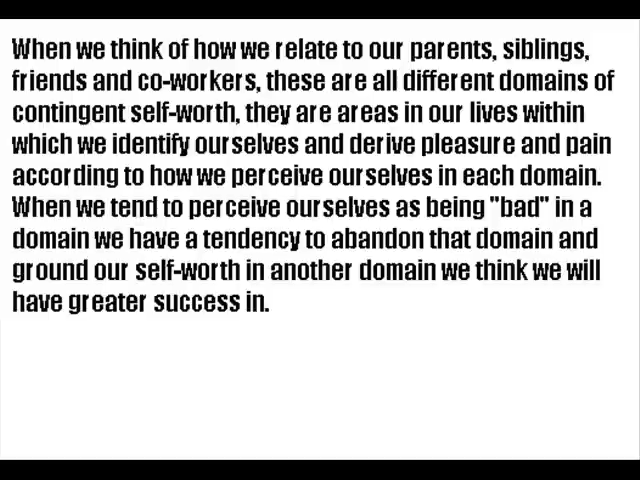 When we think of how we relate to our parents, siblings,
friends and co-workers, these are all different domains of
contingent self-worth, they are areas in our lives within
which we identify ourselves and derive pleasure and pain
according to how we perceive ourselves in each domain.
When we tend to perceive ourselves as being "bad" in a
domain we have a tendency to abandon that domain and
ground our self-worth in another domain we think we will
have greater success in.